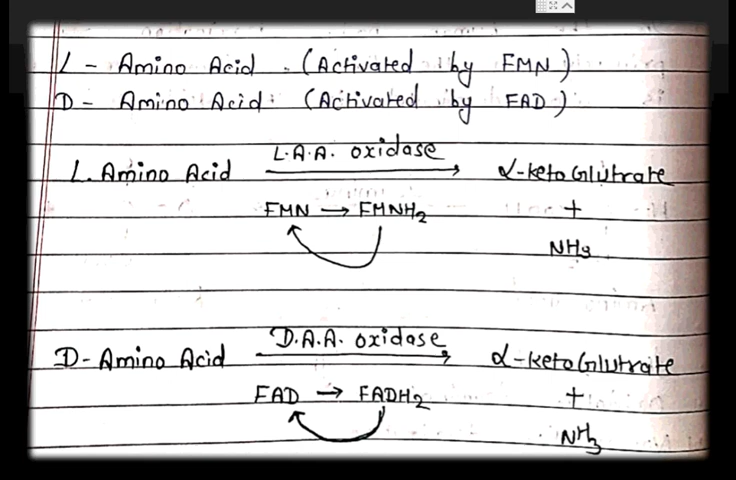 L - Amino Acid. (Activated by FMN)
D - Amino Acid: (Activated by FAD)
L.A.A. oxidase
L. Amino Acid → α-keto Glutrate
FMN → FMNH2 +
NH3
D.A.A. oxidase
D- Amino Acid → α-keto Glutrate
FAD → FADH2 +
NH3